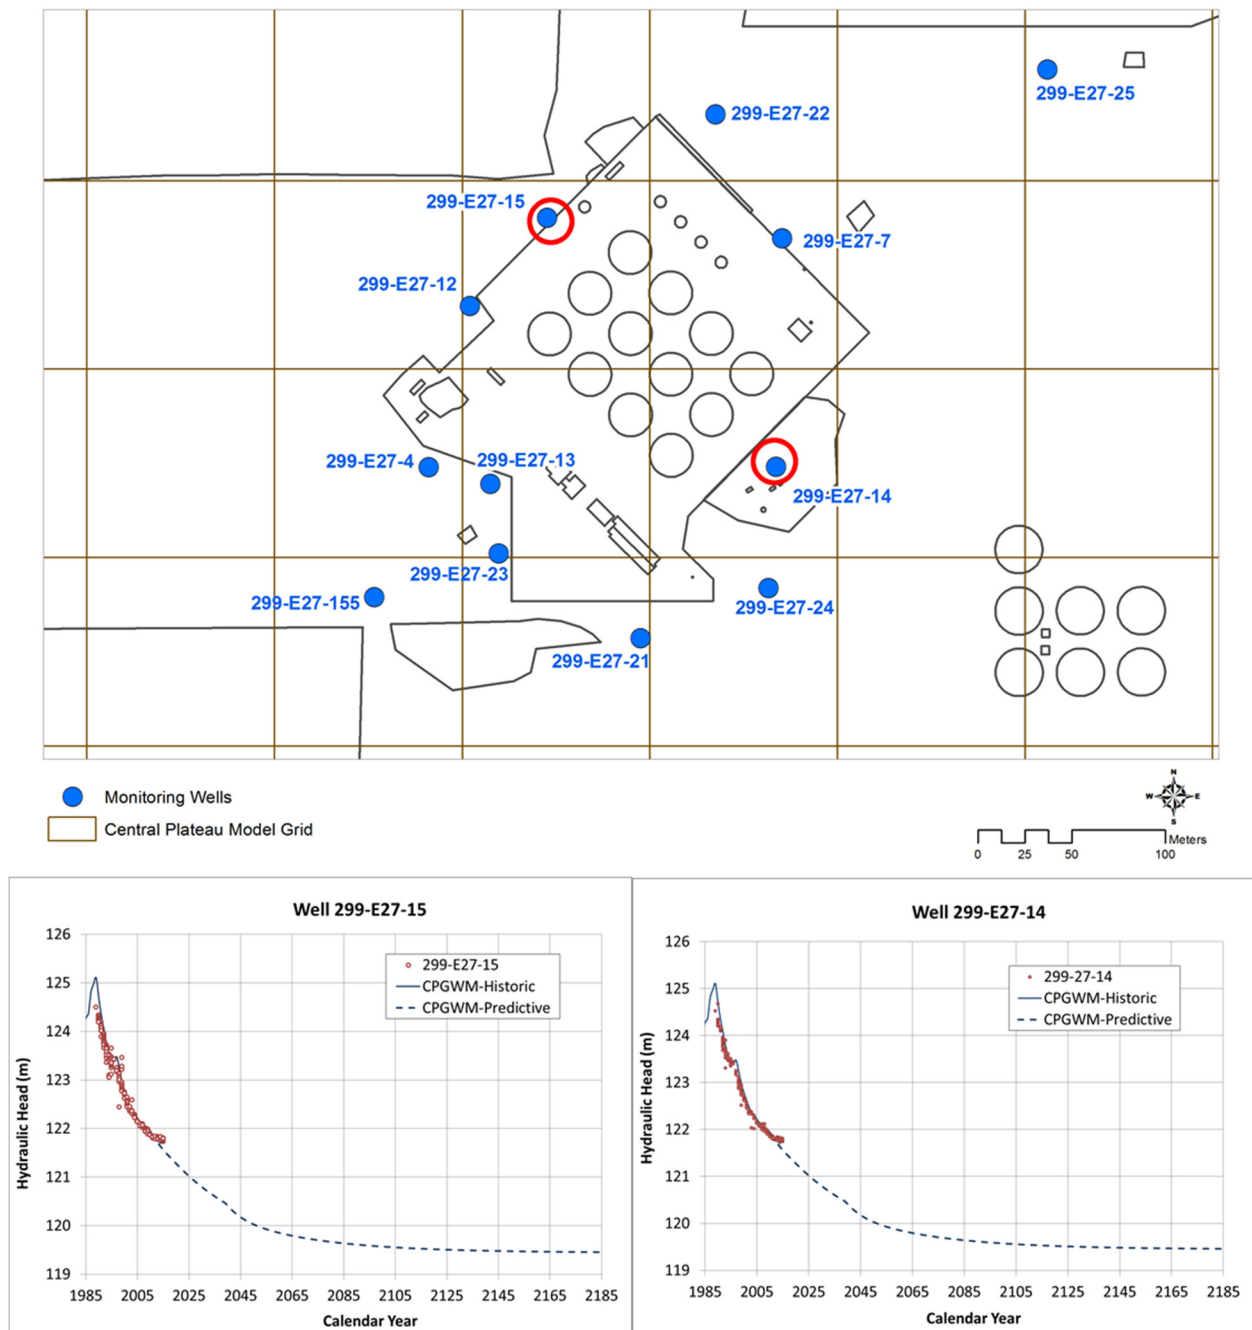 299-E27-25
299-E27-22
299-E27-15
299-E27-7
299-E27-12
299-E27-4
299-E27-13
299-E27-14
299-E27-23
299-E27-155
299-E27-24
299-E27-21
Monitoring Wells
Central Plateau Model Grid
N
W E
S
Meters
0 25 50 100
Well 299-E27-15
126
125
124
123
122
121
120
119
Hydraulic Head (m)
299-E27-15
CPGWM-Historic
CPGWM-Predictive
1985 2005 2025 2045 2065 2085 2105 2125 2145 2165 2185
Calendar Year
Well 299-E27-14
126
125
124
123
122
121
120
119
Hydraulic Head (m)
299-27-14
CPGWM-Historic
CPGWM-Predictive
1985 2005 2025 2045 2065 2085 2105 2125 2145 2165 2185
Calendar Year